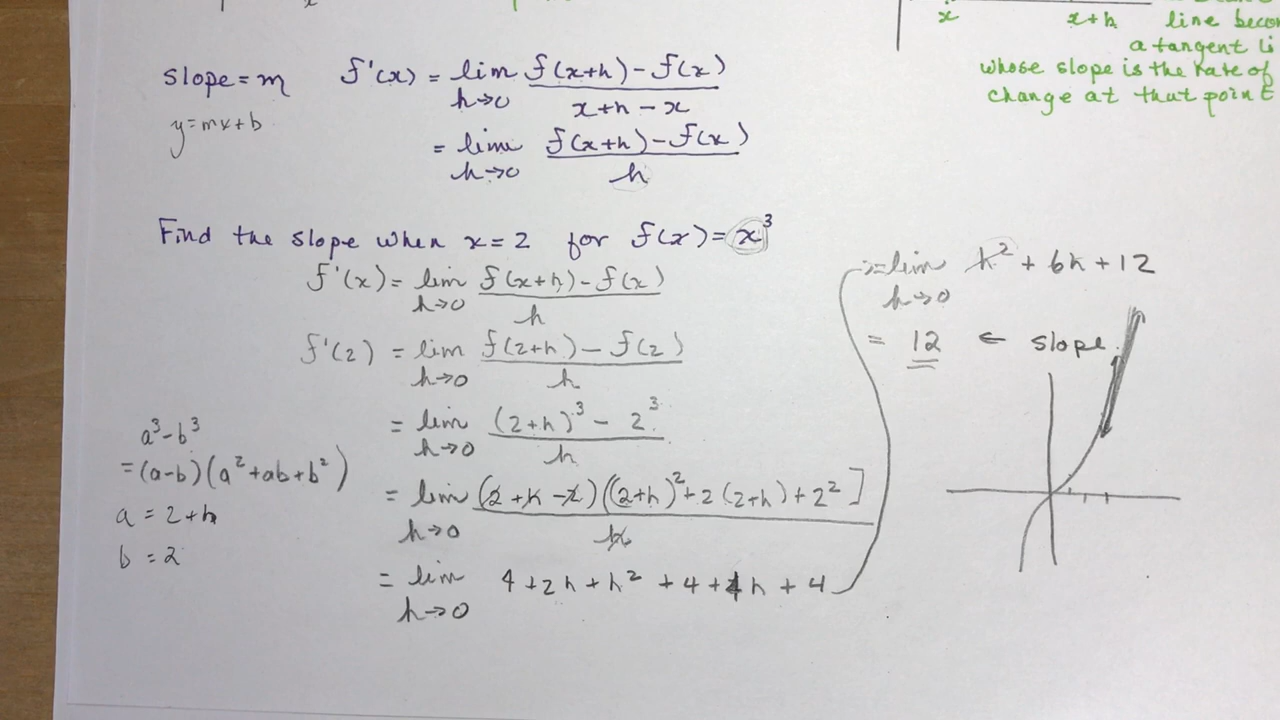 x x+h line
a tangent
whose slope is the rate of
change at that point
slope = m f'(x) = lim h→0 (f(x+h) - f(x)) / (x+h-x)
y=mx+b
= lim h→0 (f(x+h) - f(x)) / h
Find the slope when x=2 for f(x)= x³
f'(x) = lim h→0 (f(x+h) - f(x)) / h
f'(2) = lim h→0 (f(2+h) - f(2)) / h
= lim h→0 ((2+h)³ - 2³) / h
a³-b³
=(a-b)(a²+ab+b²)
a = 2+h
b = 2
= lim h→0 (2+h-2)((2+h)²+2(2+h)+2²] / h
= lim h→0 4+2h+h²+4+4h+4
= lim h→0 h²+6h+12
= 12 ← slope